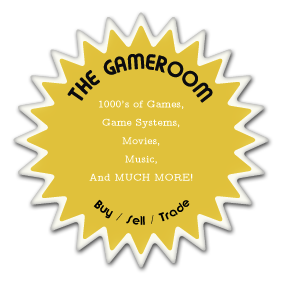 THE GAMEROOM
1000's of Games,
Game Systems,
Movies,
Music,
And MUCH MORE!
Buy / Sell / Trade